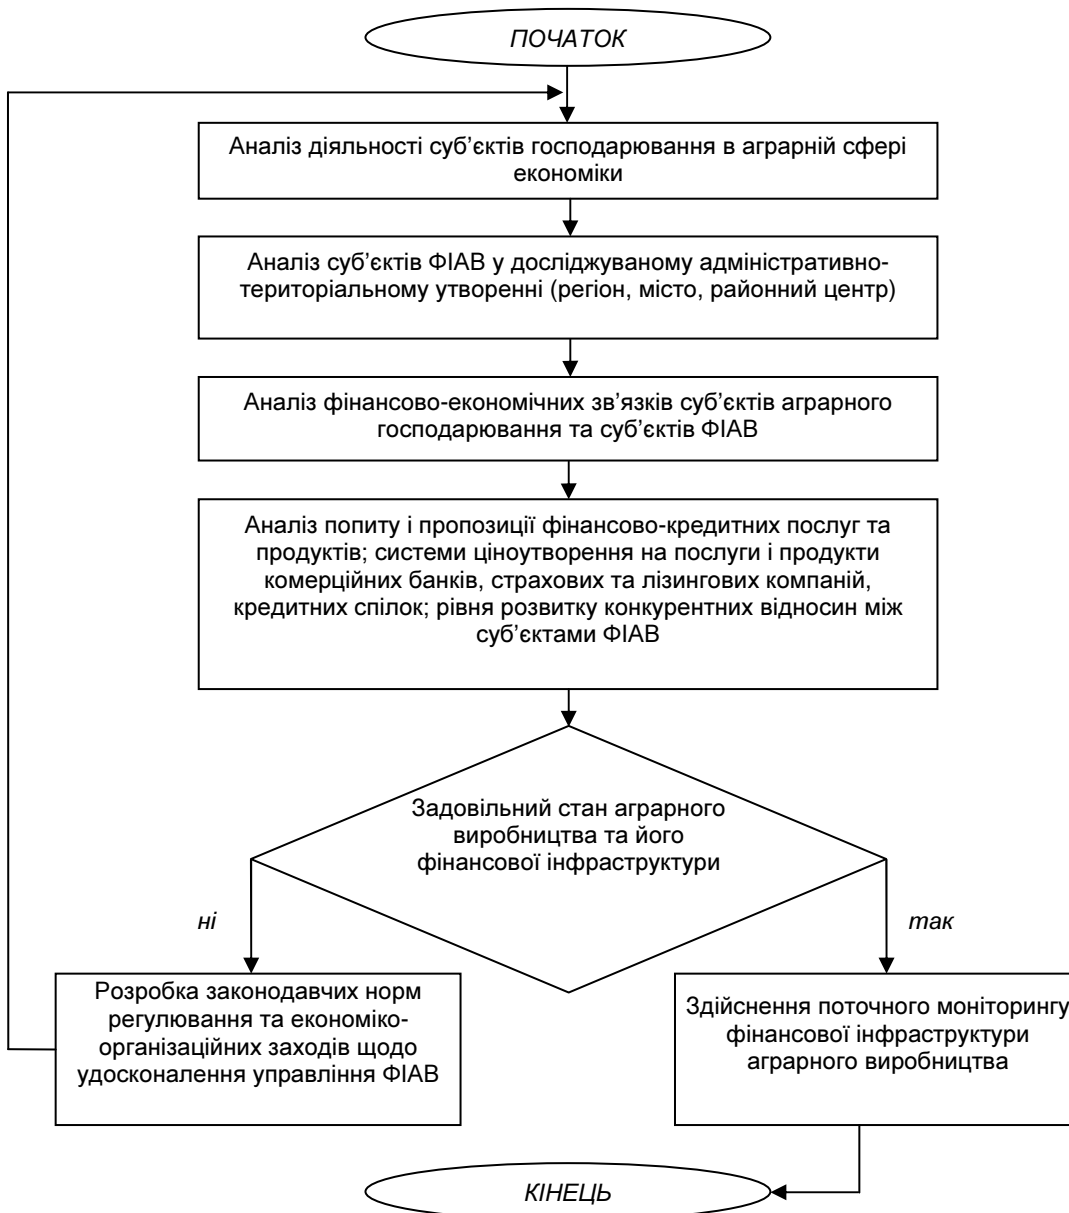 ПОЧАТОК
Аналіз діяльності суб’єктів господарювання в аграрній сфері
економіки
Аналіз суб’єктів ФІАВ у досліджуваному адміністративно-
територіальному утворенні (регіон, місто, районний центр)
Аналіз фінансово-економічних зв’язків суб’єктів аграрного
господарювання та суб’єктів ФІАВ
Аналіз попиту і пропозиції фінансово-кредитних послуг та
продуктів; системи ціноутворення на послуги і продукти
комерційних банків, страхових та лізингових компаній,
кредитних спілок; рівня розвитку конкурентних відносин між
суб’єктами ФІАВ
Задовільний стан аграрного
виробництва та його
фінансової інфраструктури
ні
так
Розробка законодавчих норм
регулювання та економіко-
організаційних заходів щодо
удосконалення управління ФІАВ
Здійснення поточного моніторингу
фінансової інфраструктури
аграрного виробництва
КІНЕЦЬ